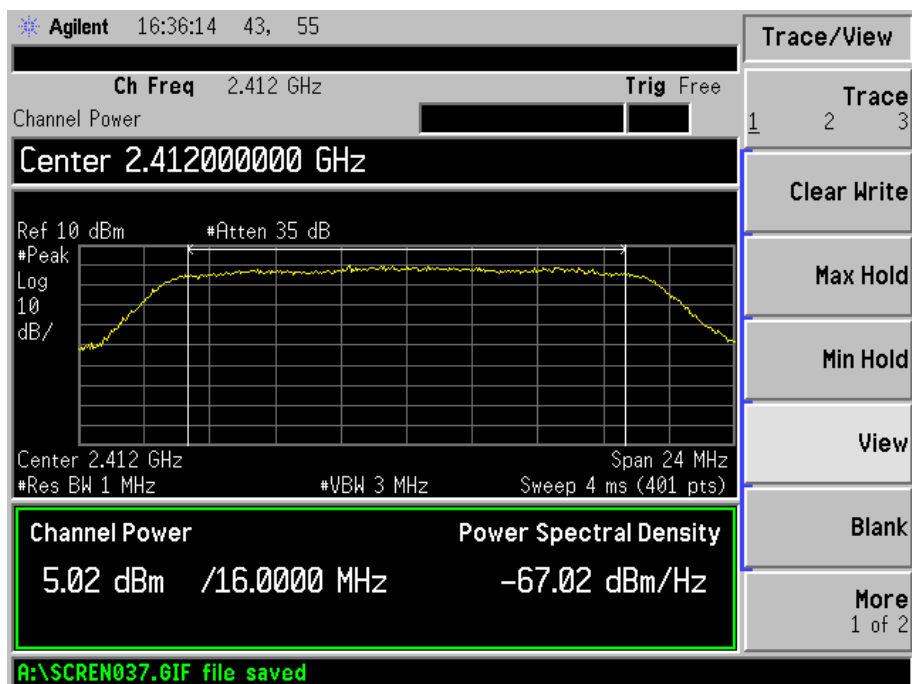 Agilent 16:36:14 43, 55
Trace/View
Ch Freq 2.412 GHz Trig Free
Channel Power
Trace
1 2 3
Center 2.412000000 GHz
Clear Write
Ref 10 dBm #Atten 35 dB
#Peak
Log
10
dB/
Max Hold
Min Hold
View
Center 2.412 GHz Span 24 MHz
#Res BW 1 MHz #VBW 3 MHz Sweep 4 ms (401 pts)
Channel Power Power Spectral Density
5.02 dBm /16.0000 MHz -67.02 dBm/Hz
Blank
More
1 of 2
A:\SCREN037.GIF file saved